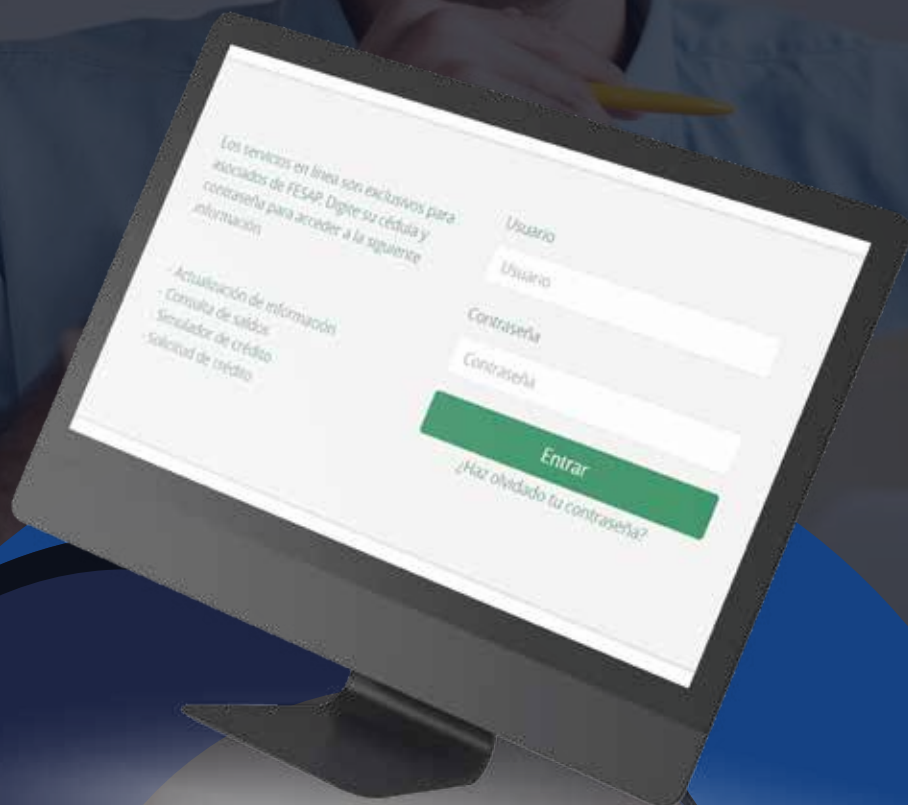 Los servicios en línea son exclusivos para
asociados de FESAP. Digite su cédula y
contraseña para acceder a la siguiente
información
- Actualización de información
- Consulta de saldos
- Simulador de crédito
- Solicitud de crédito
Usuario
Usuario
Contraseña
Contraseña
Entrar
¿Haz olvidado tu contraseña?